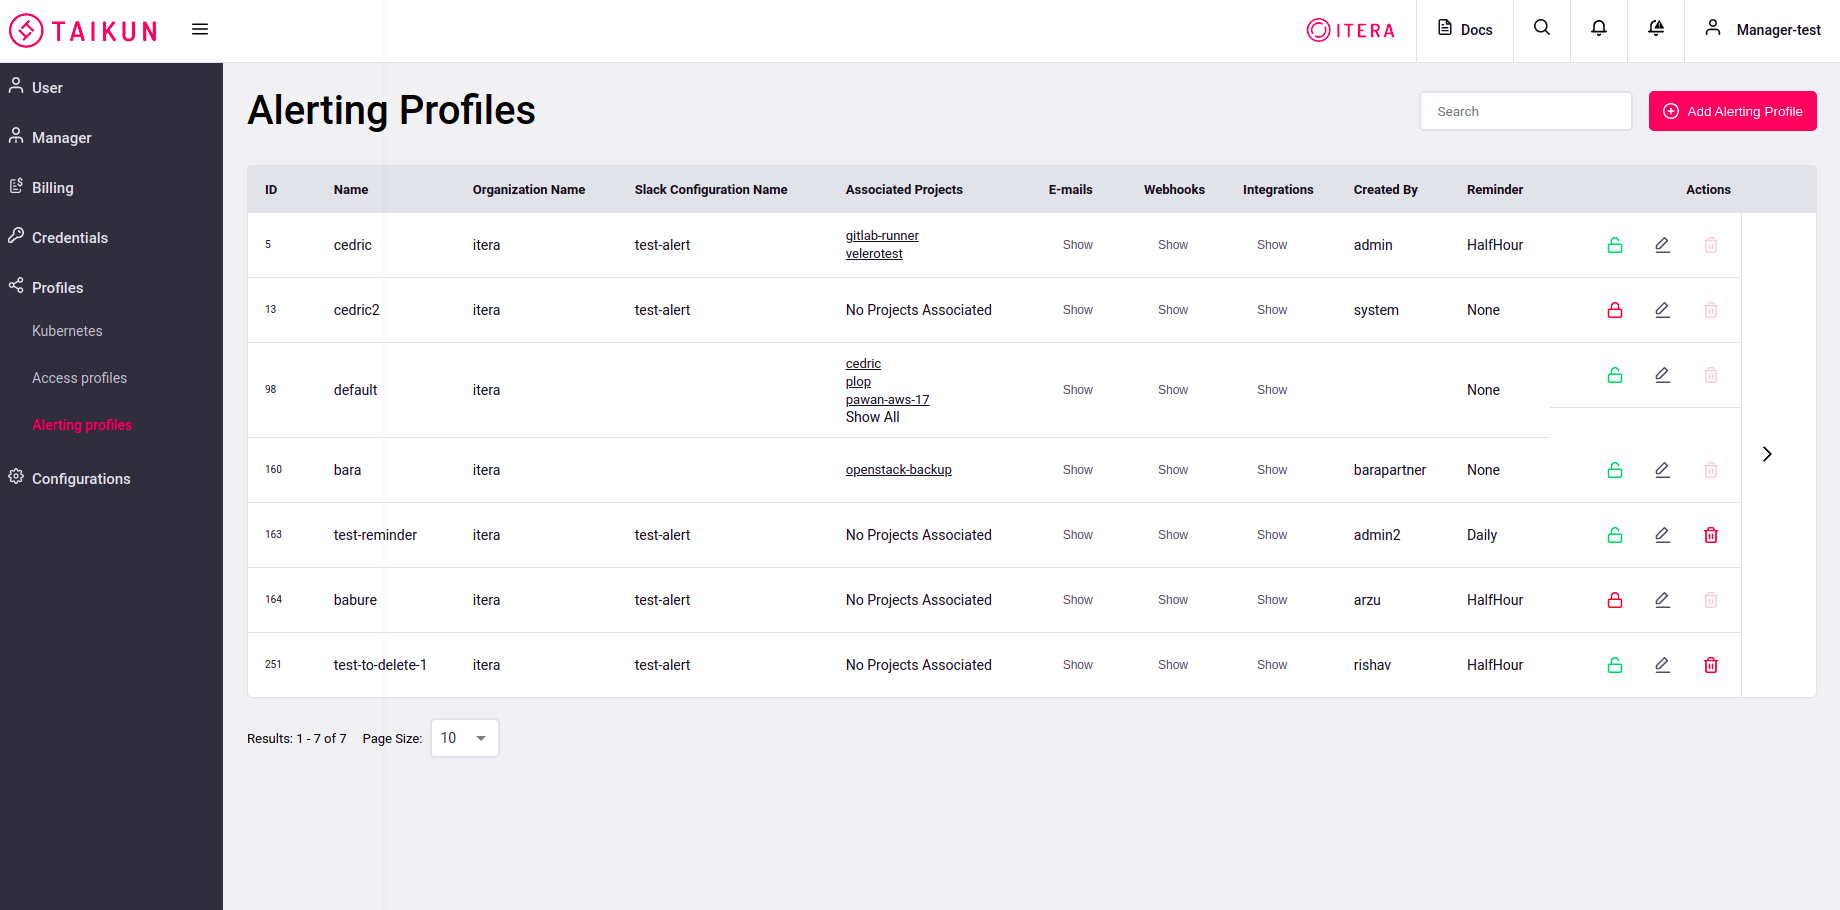 TAIKUN
ITERA
Docs
Manager-test
User
Manager
Billing
Credentials
Profiles
Kubernetes
Access profiles
Alerting profiles
Configurations
Alerting Profiles
Search
Add Alerting Profile
ID Name Organization Name Slack Configuration Name Associated Projects E-mails Webhooks Integrations Created By Reminder Actions
5 cedric itera test-alert gitlab-runner Show Show Show admin HalfHour
velerotest
13 cedric2 itera test-alert No Projects Associated Show Show Show system None
98 default itera cedric Show Show Show None
plop
pawan-aws-17
Show All
160 bara itera openstack-backup Show Show Show barapartner None
163 test-reminder itera test-alert No Projects Associated Show Show Show admin2 Daily
164 babure itera test-alert No Projects Associated Show Show Show arzu HalfHour
251 test-to-delete-1 itera test-alert No Projects Associated Show Show Show rishav HalfHour
Results: 1 - 7 of 7 Page Size: 10